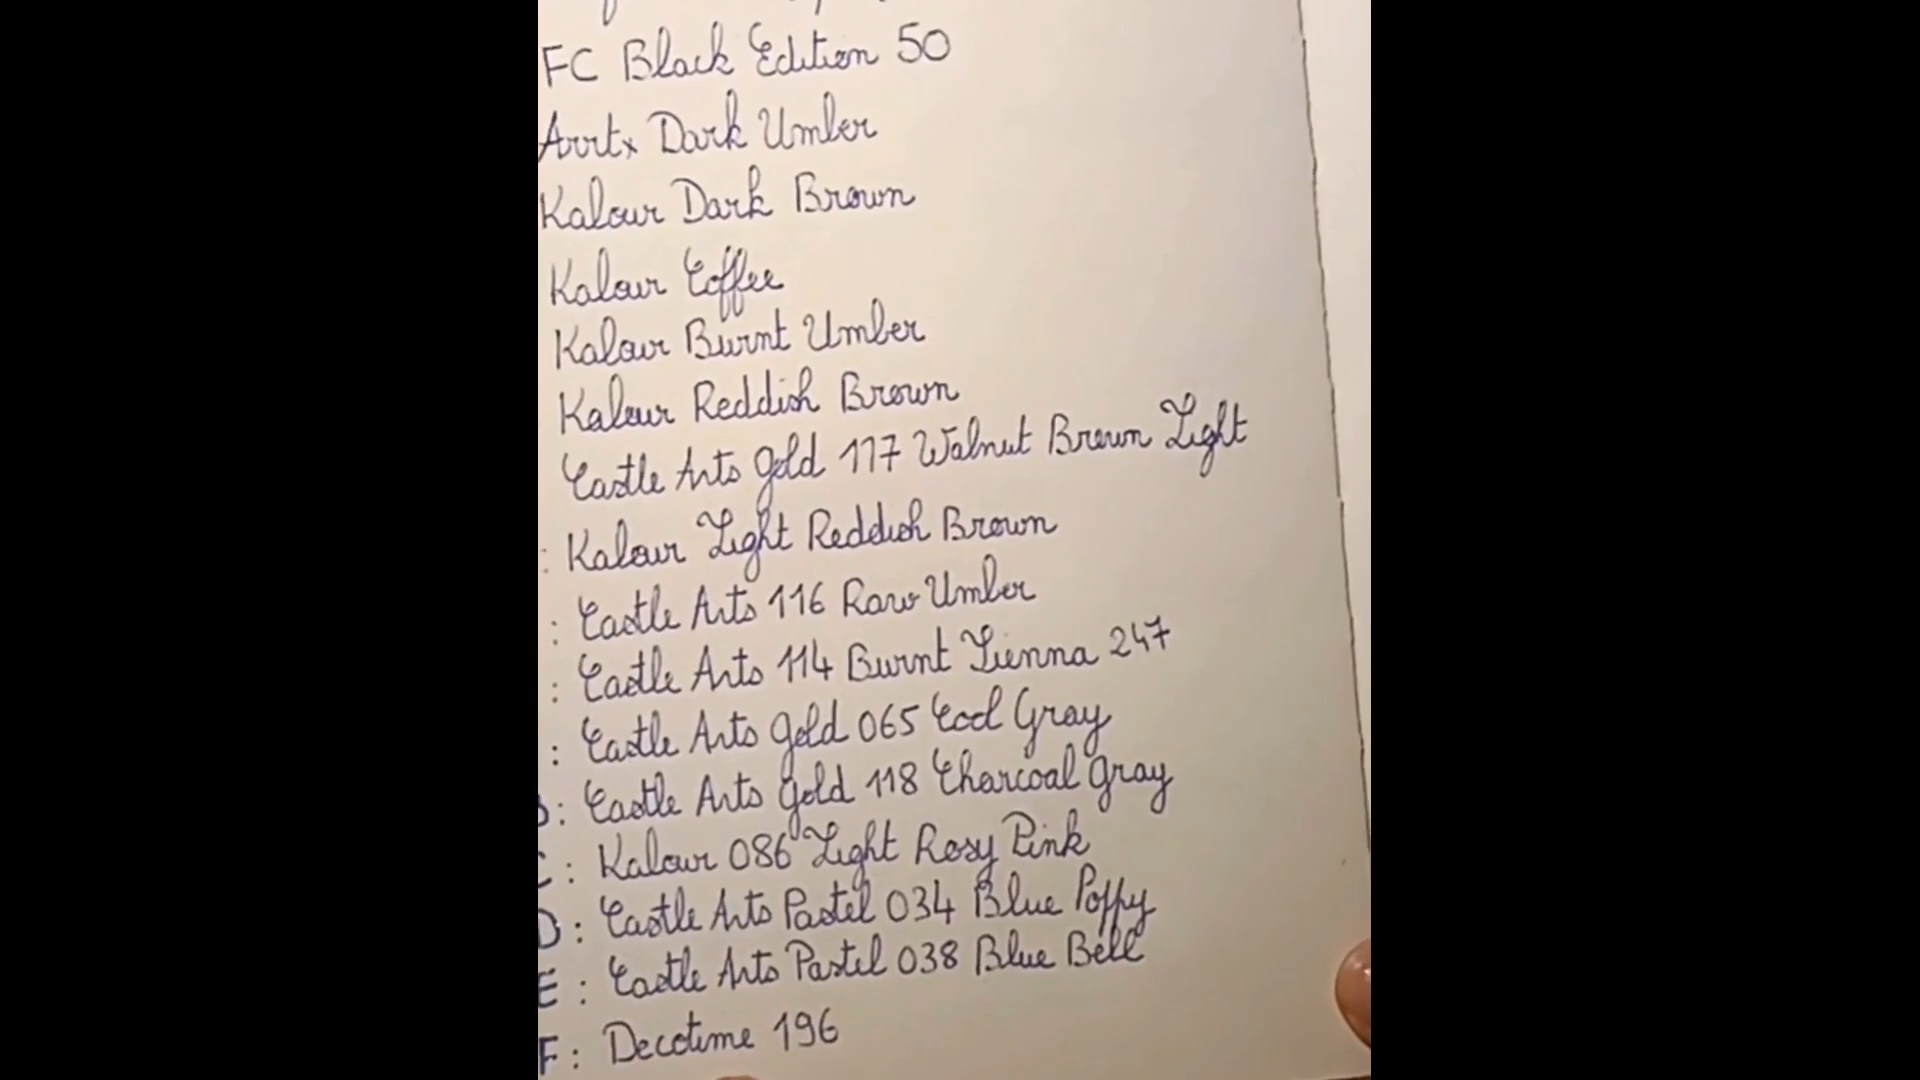 FC Black Edition 50
Arrtx Dark Umber
Kalour Dark Brown
Kalour Coffee
Kalour Burnt Umber
Kalour Reddish Brown
Castle Arts Gold 117 Walnut Brown Light
: Kalour Light Reddish Brown
: Castle Arts 116 Raw Umber
: Castle Arts 114 Burnt Sienna 247
: Castle Arts Gold 065 Cool Gray
B: Castle Arts Gold 118 Charcoal Gray
C: Kalour 086 Light Rosy Pink
D: Castle Arts Pastel 034 Blue Poppy
E: Castle Arts Pastel 038 Blue Bell
F: Decotime 196